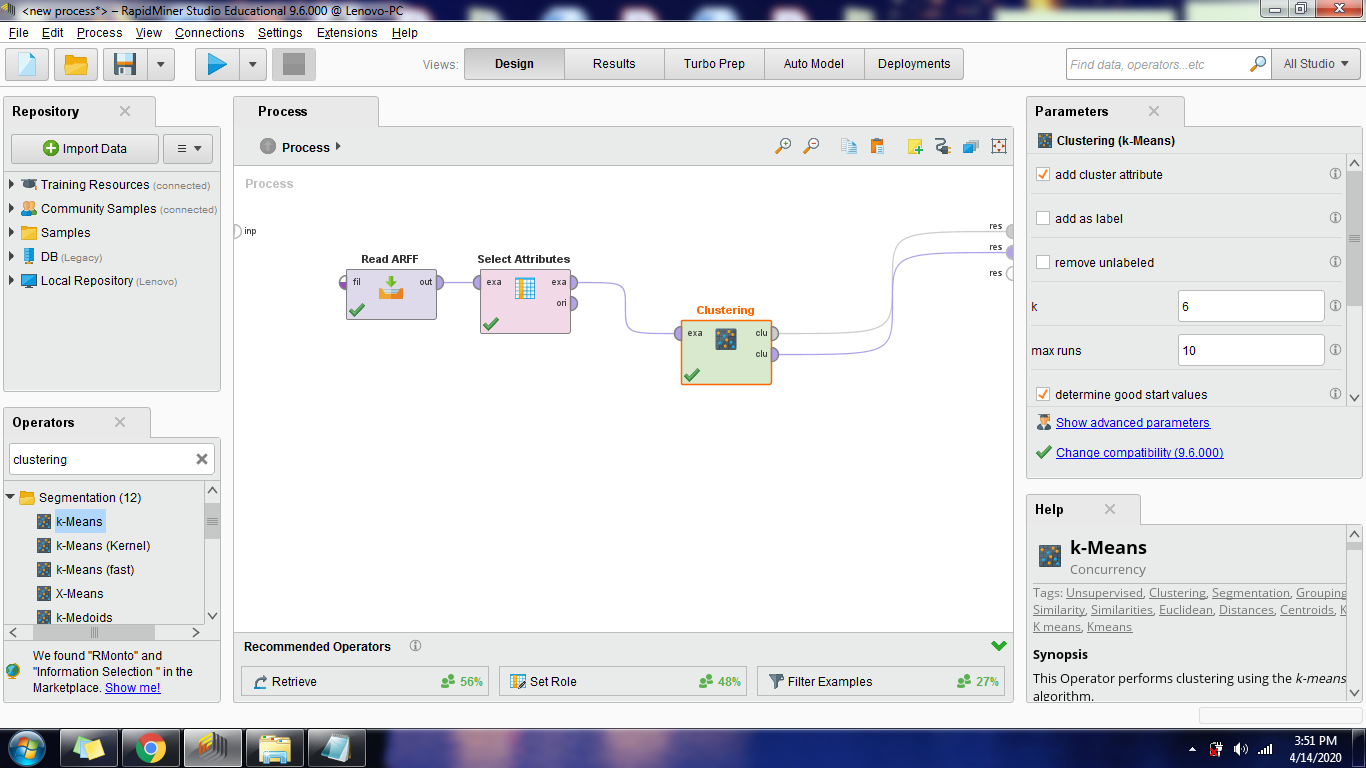 <new process*> – RapidMiner Studio Educational 9.6.000 @ Lenovo-PC
File Edit Process View Connections Settings Extensions Help
Views: Design Results Turbo Prep Auto Model Deployments
Find data, operators...etc
All Studio
Repository
Import Data
Training Resources (connected)
Community Samples (connected)
Samples
DB (Legacy)
Local Repository (Lenovo)
Operators
clustering
Segmentation (12)
k-Means
k-Means (Kernel)
k-Means (fast)
X-Means
k-Medoids
We found "RMonto" and
"Information Selection " in the
Marketplace. Show me!
Process
Process
Process
inp
res
res
res
Read ARFF
fil out
Select Attributes
exa exa
ori
Clustering
exa clu
clu
Recommended Operators
Retrieve 56%
Set Role 48%
Filter Examples 27%
Parameters
Clustering (k-Means)
add cluster attribute
add as label
remove unlabeled
k 6
max runs 10
determine good start values
Show advanced parameters
Change compatibility (9.6.000)
Help
k-Means
Concurrency
Tags: Unsupervised, Clustering, Segmentation, Grouping
Similarity, Similarities, Euclidean, Distances, Centroids, K
K means, Kmeans
Synopsis
This Operator performs clustering using the k-means
algorithm.
3:51 PM
4/14/2020